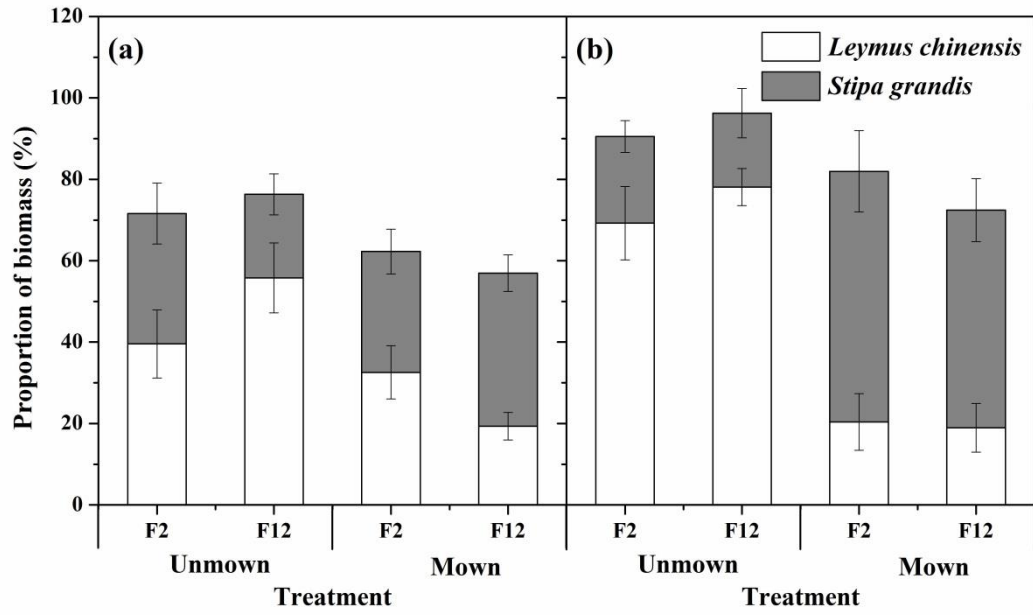 120
100
80
60
40
20
0
Proportion of biomass (%)
(a)
(b)
Leymus chinensis
Stipa grandis
F2 F12 F2 F12 F2 F12 F2 F12
Unmown Mown Unmown Mown
Treatment Treatment